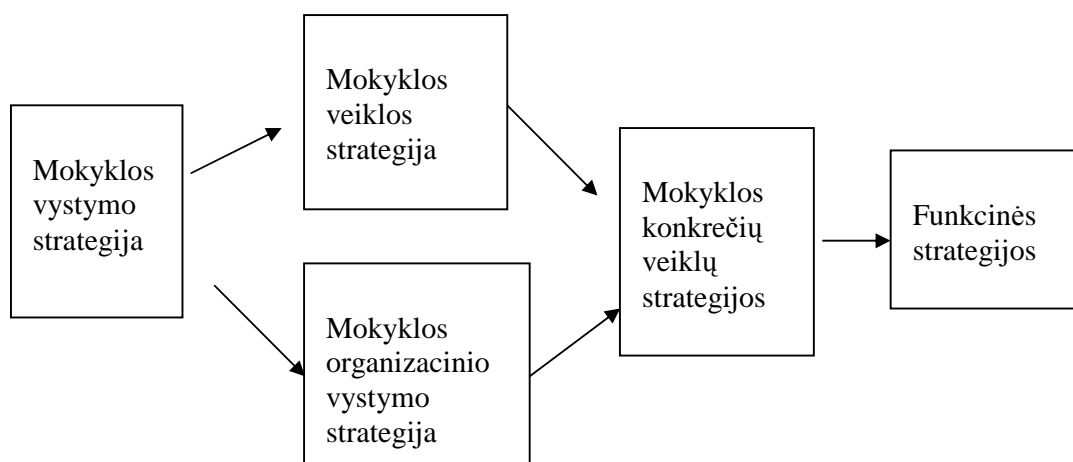 Mokyklos
vystymo
strategija
Mokyklos
veiklos
strategija
Mokyklos
organizacinio
vystymo
strategija
Mokyklos
konkrečių
veiklų
strategijos
Funkcinės
strategijos